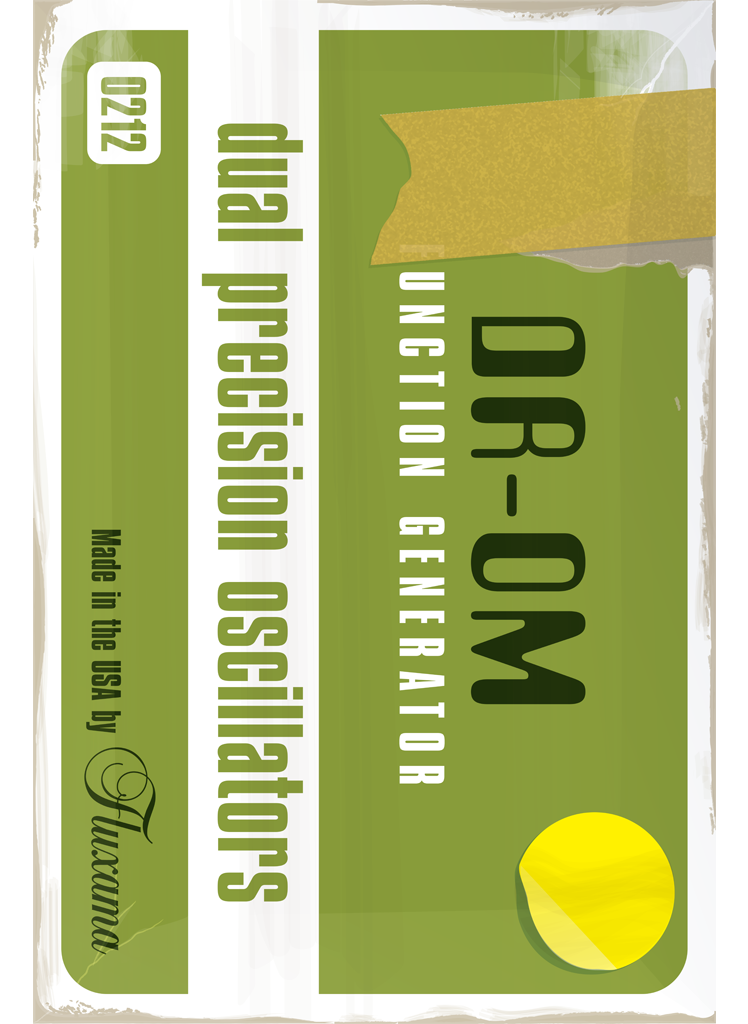 DR-OM
UNCTION GENERATOR
dual precision oscillators
0212
Made in the USA by Fluxama